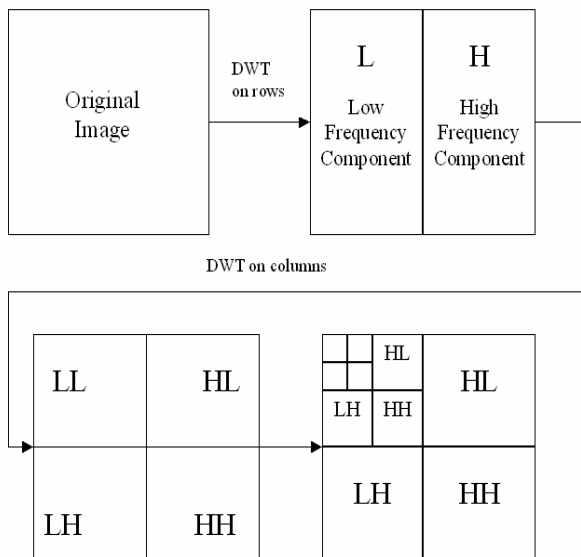 Original
Image
DWT
on rows
L
Low
Frequency
Component
H
High
Frequency
Component
DWT on columns
LL
HL
LH
HH
HL
LH
HH
HL
LH
HH